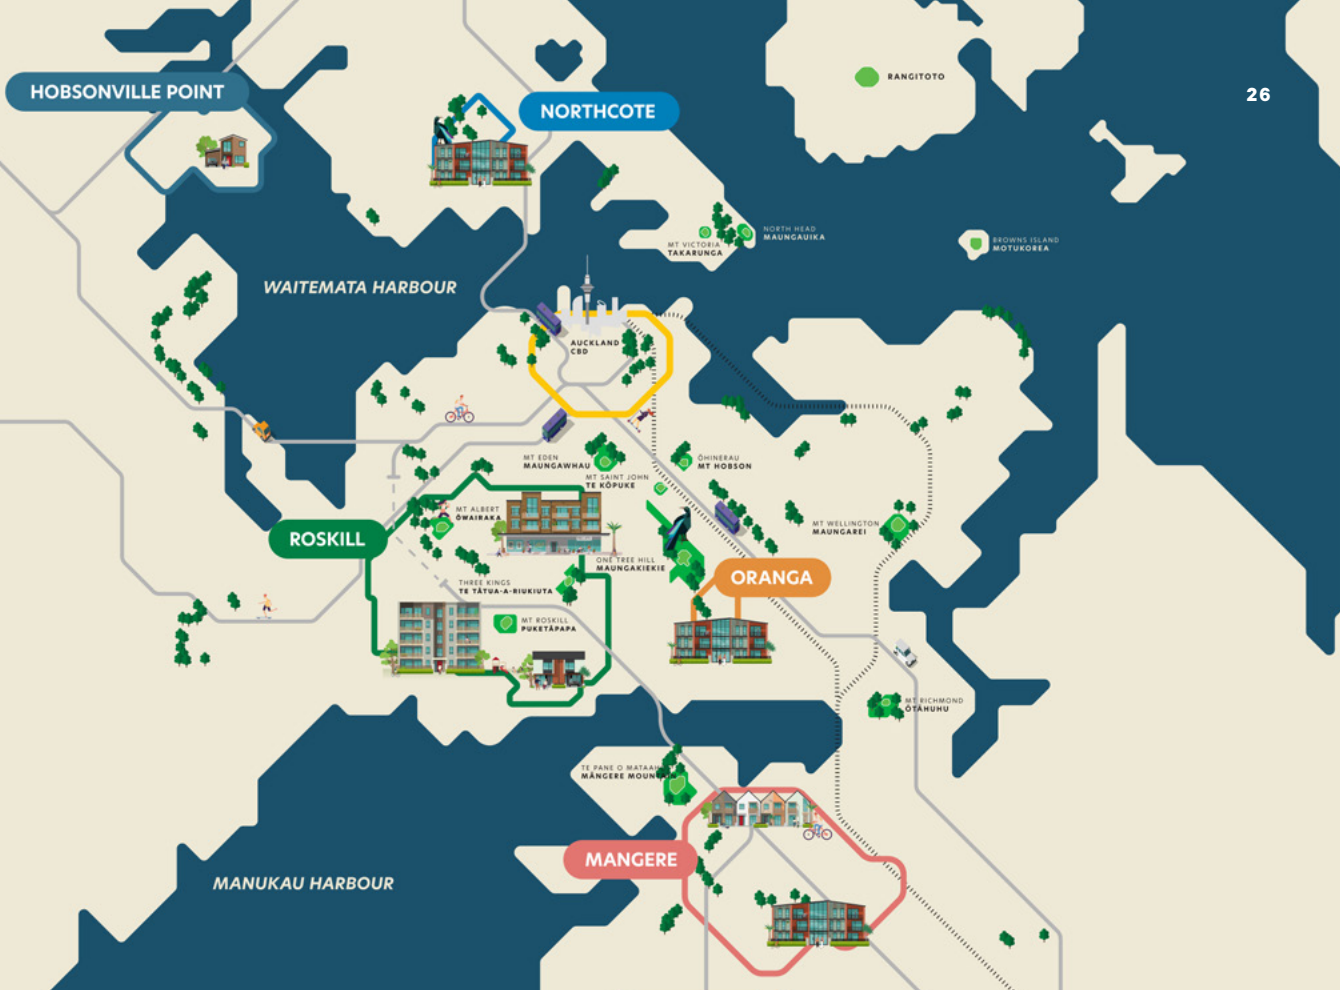 HOBSONVILLE POINT
NORTHCOTE
RANGITOTO
26
MT VICTORIA
TAKARUNGA
NORTH HEAD
MAUNGAUIKA
BROWNS ISLAND
MOTUKOREA
WAITEMATA HARBOUR
AUCKLAND
CBD
MT EDEN
MAUNGAWHAU
ŌHINERAU
MT HOBSON
MT SAINT JOHN
TE KŌPUKE
MT ALBERT
ŌWAIRAKA
MT WELLINGTON
MAUNGAREI
ROSKILL
ONE TREE HILL
MAUNGAKIEKIE
ORANGA
THREE KINGS
TE TĀTUA-A-RIUKIUTA
MT ROSKILL
PUKETĀPAPA
MT RICHMOND
ŌTĀHUHU
TE PANE O MATAAH
MĀNGERE MOUNTAIN
MANGERE
MANUKAU HARBOUR